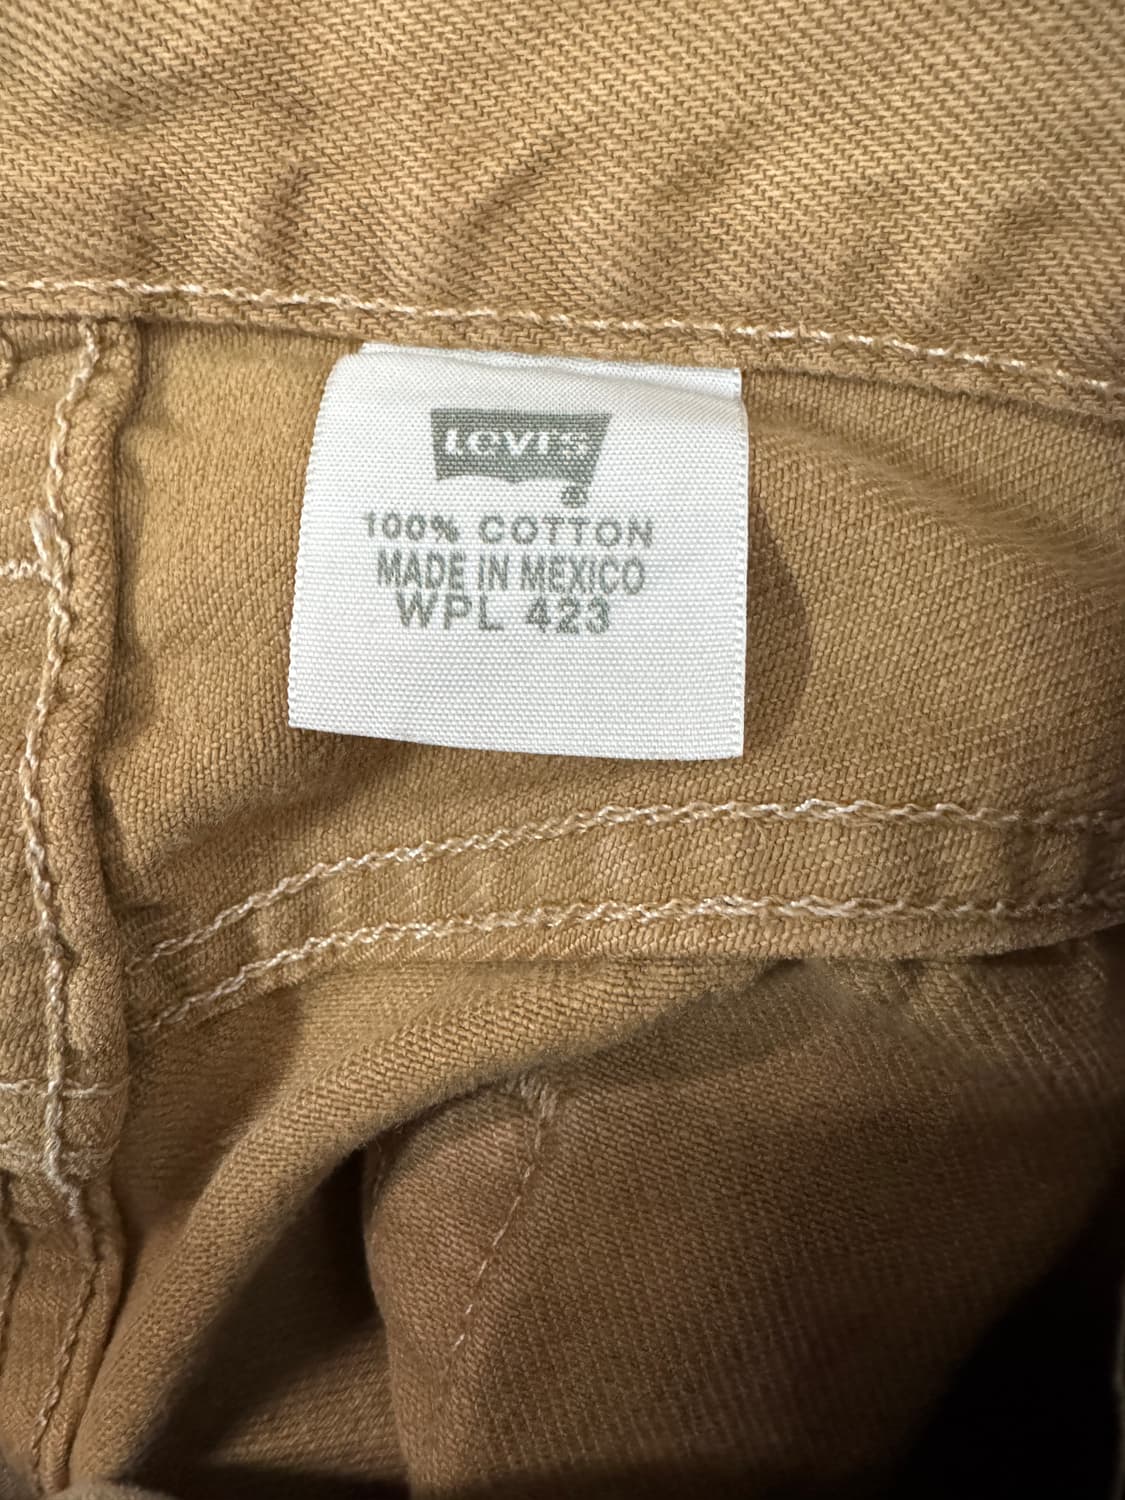 LEVI'S
®
100% COTTON
MADE IN MEXICO
WPL 423